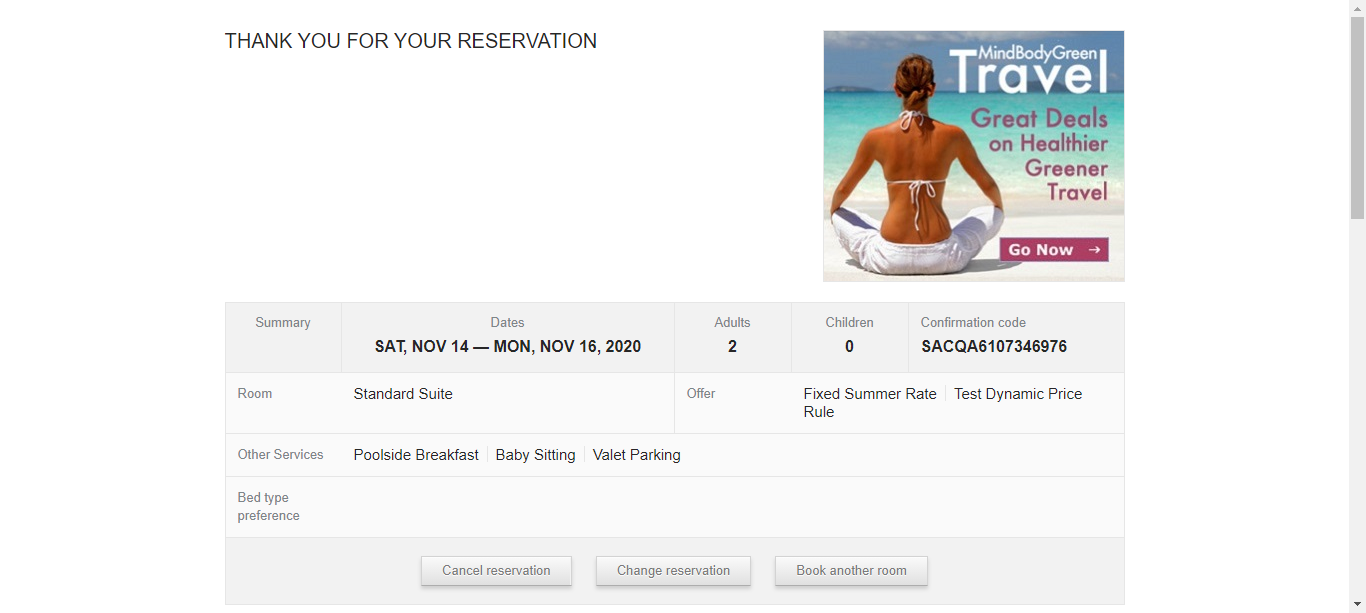 THANK YOU FOR YOUR RESERVATION
MindBodyGreen
Travel
Great Deals
on Healthier
Greener
Travel
Go Now →
Summary
Dates
SAT, NOV 14 — MON, NOV 16, 2020
Adults
2
Children
0
Confirmation code
SACQA6107346976
Room
Standard Suite
Offer
Fixed Summer Rate | Test Dynamic Price
Rule
Other Services
Poolside Breakfast | Baby Sitting | Valet Parking
Bed type
preference
Cancel reservation
Change reservation
Book another room